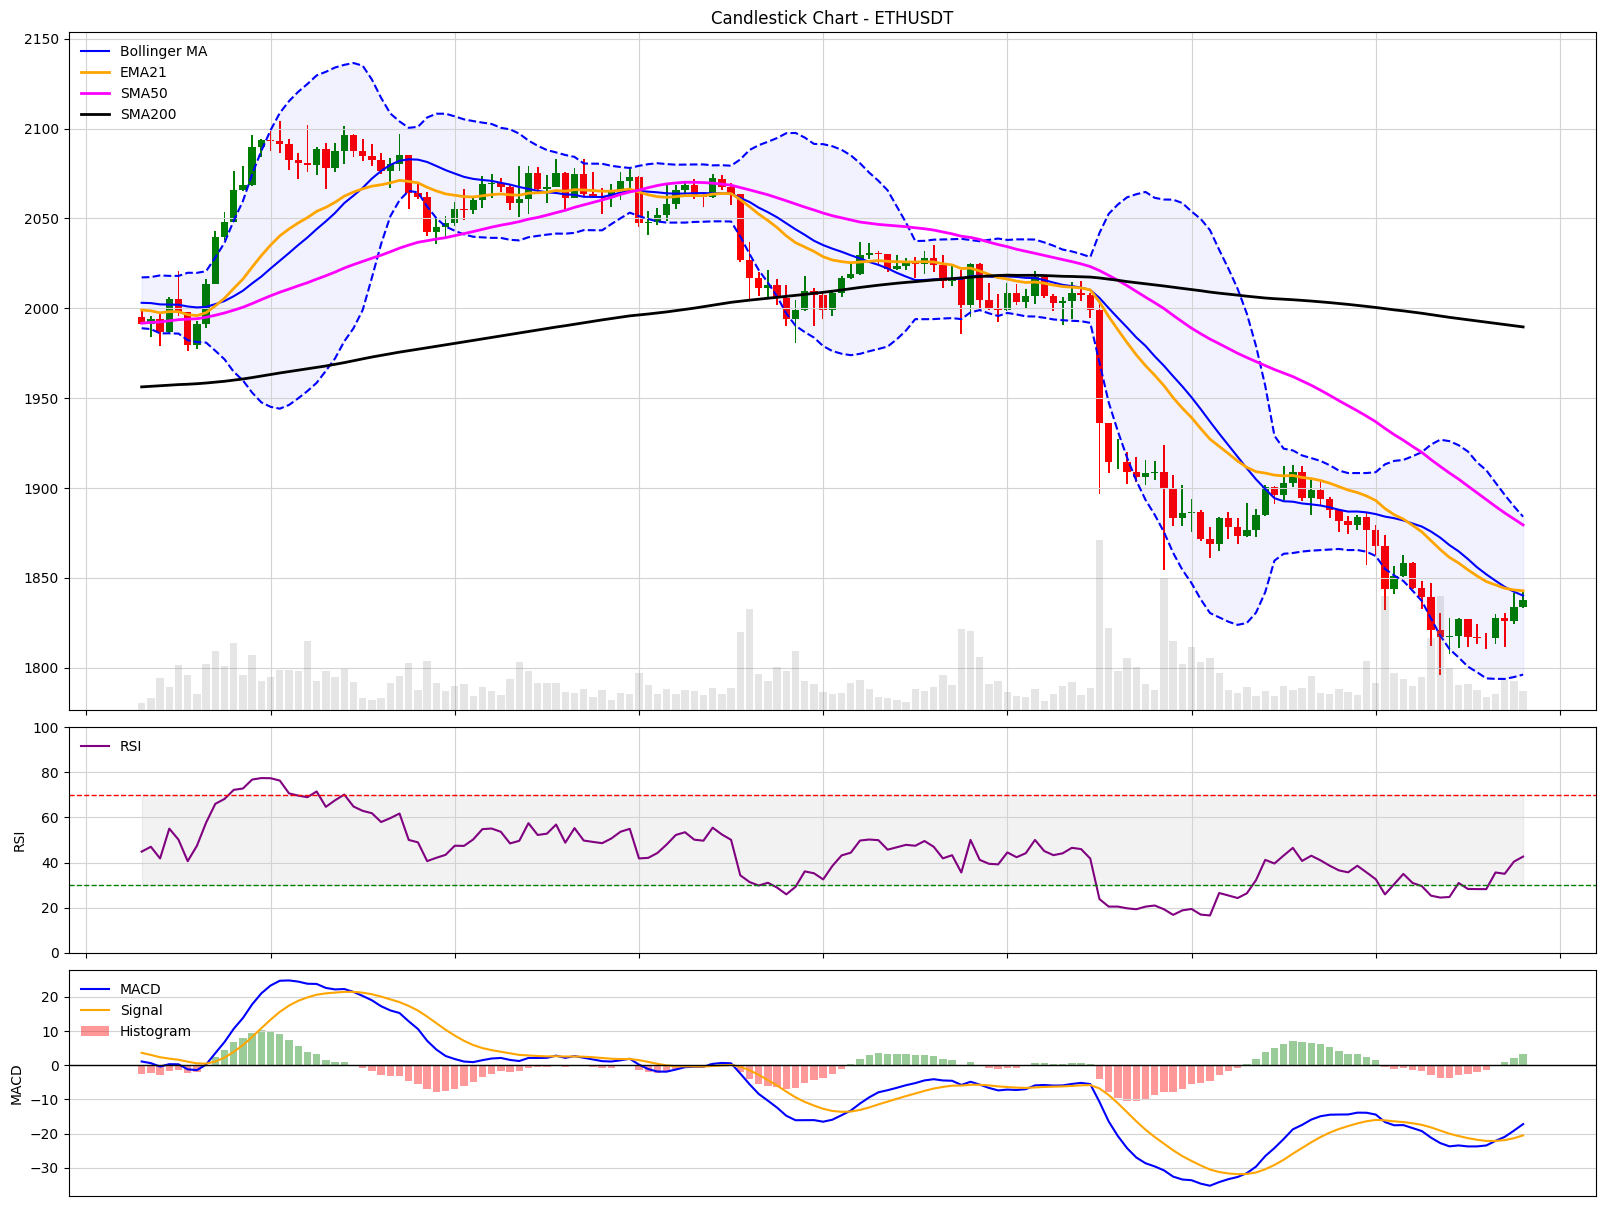 Candlestick Chart - ETHUSDT
Bollinger MA
EMA21
SMA50
SMA200
2150
2100
2050
2000
1950
1900
1850
1800
RSI
RSI
100
80
60
40
20
0
MACD
Signal
Histogram
MACD
20
10
0
−10
−20
−30